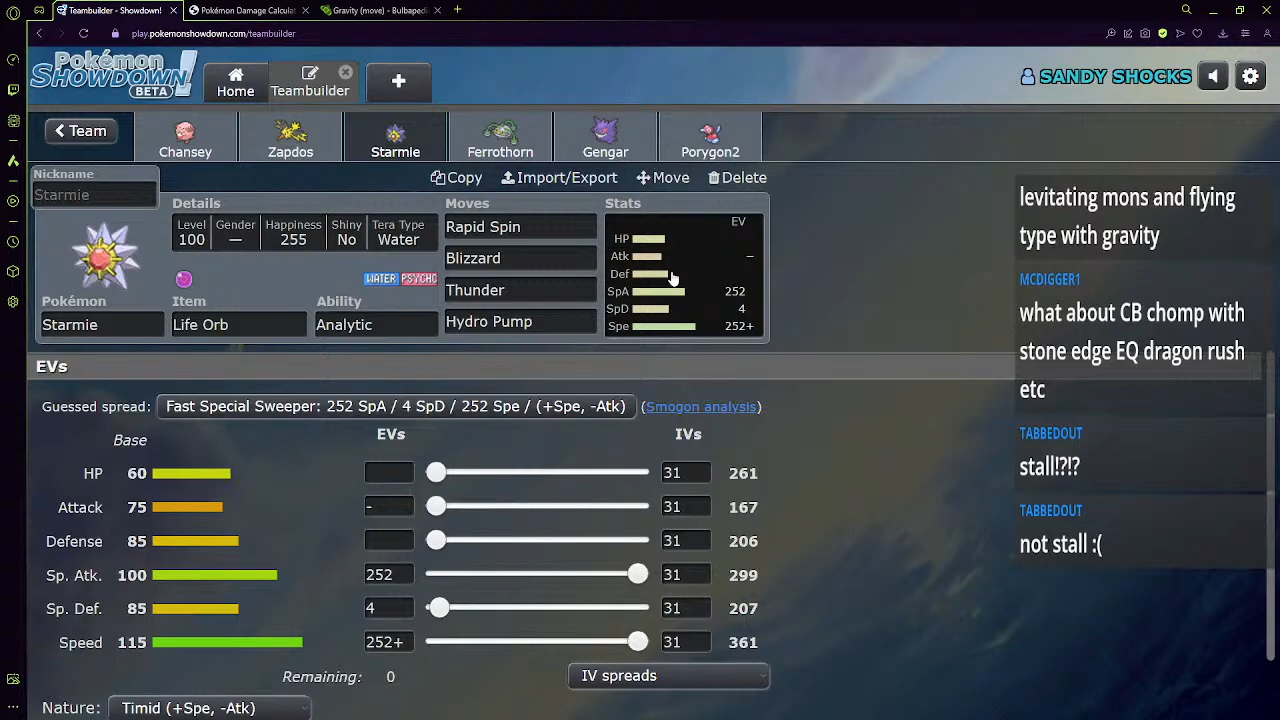 Teambuilder - Showdown!
Pokémon Damage Calculat
Gravity (move) - Bulbaped
play.pokemonshowdown.com/teambuilder
Pokémon
SHOWDOWN!
BETA
Home
Teambuilder
SANDY SHOCKS
Team
Chansey
Zapdos
Starmie
Ferrothorn
Gengar
Porygon2
Nickname
Starmie
Copy
Import/Export
Move
Delete
Details
Level
100
Gender
—
Happiness
255
Shiny
No
Tera Type
Water
WATER PSYCHC
Pokémon
Starmie
Item
Life Orb
Ability
Analytic
Moves
Rapid Spin
Blizzard
Thunder
Hydro Pump
Stats
EV
HP
Atk –
Def
SpA 252
SpD 4
Spe 252+
EVs
Guessed spread: Fast Special Sweeper: 252 SpA / 4 SpD / 252 Spe / (+Spe, -Atk) (Smogon analysis)
Base EVs IVs
HP 60 31 261
Attack 75 - 31 167
Defense 85 31 206
Sp. Atk. 100 252 31 299
Sp. Def. 85 4 31 207
Speed 115 252+ 31 361
Remaining: 0
IV spreads
Nature: Timid (+Spe, -Atk)
levitating mons and flying
type with gravity
MCDIGGER1
what about CB chomp with
stone edge EQ dragon rush
etc
TABBEDOUT
stall!?!?
TABBEDOUT
not stall :(